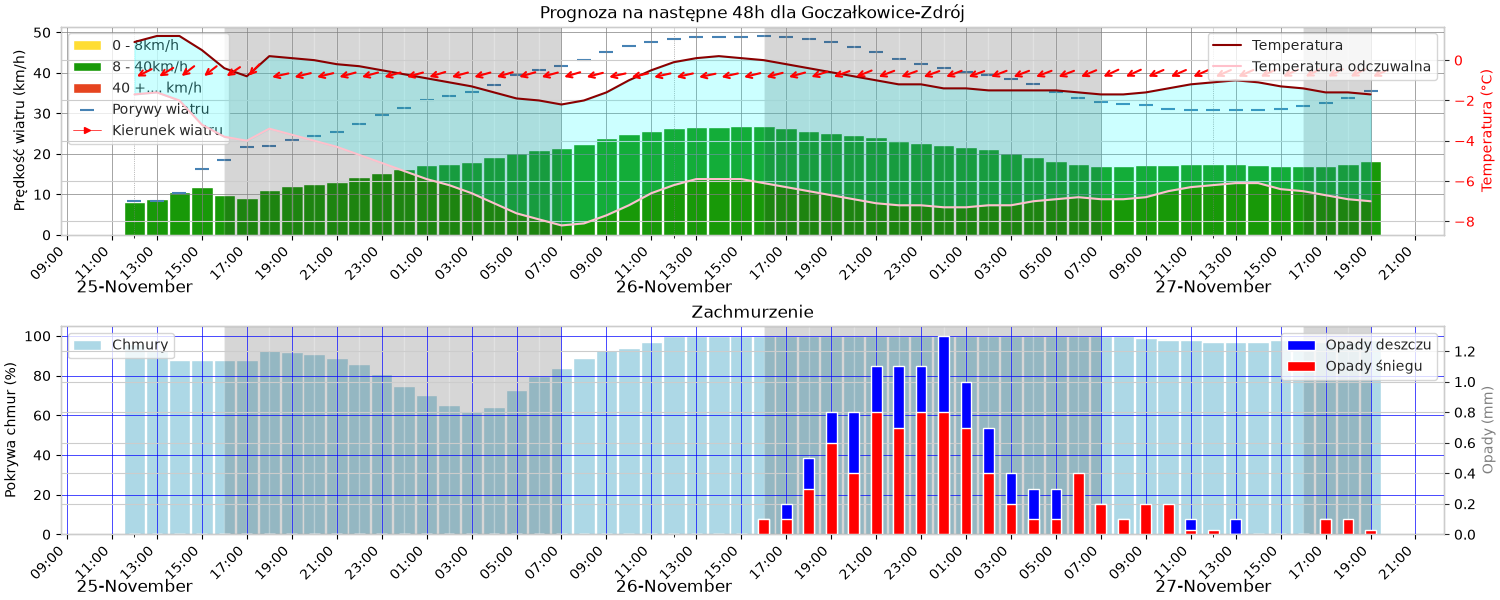 Prognoza na następne 48h dla Goczałkowice-Zdrój
Prędkość wiatru (km/h)
50
40
30
20
10
0
0 - 8km/h
8 - 40km/h
40 +.... km/h
Porywy wiatru
Kierunek wiatru
Temperatura
Temperatura odczuwalna
0
−2
−4
−6
−8
Temperatura (°C)
09:00 11:00 13:00 15:00 17:00 19:00 21:00 23:00 01:00 03:00 05:00 07:00 09:00 11:00 13:00 15:00 17:00 19:00 21:00 23:00 01:00 03:00 05:00 07:00 09:00 11:00 13:00 15:00 17:00 19:00 21:00
25-November 26-November 27-November
Zachmurzenie
Pokrywa chmur (%)
100
80
60
40
20
0
Chmury
Opady deszczu
Opady śniegu
1.2
1.0
0.8
0.6
0.4
0.2
0.0
Opady (mm)
09:00 11:00 13:00 15:00 17:00 19:00 21:00 23:00 01:00 03:00 05:00 07:00 09:00 11:00 13:00 15:00 17:00 19:00 21:00 23:00 01:00 03:00 05:00 07:00 09:00 11:00 13:00 15:00 17:00 19:00 21:00
25-November 26-November 27-November